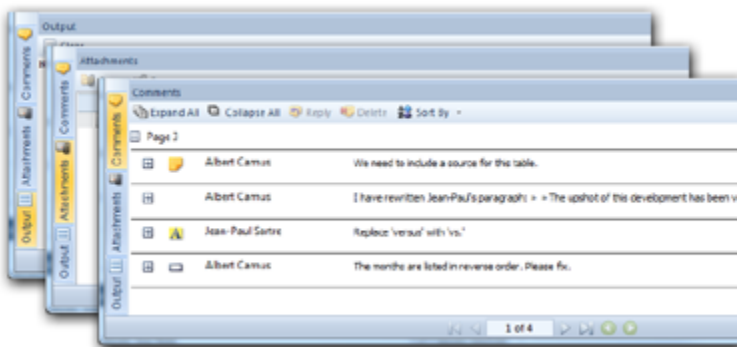 Output
Clear
Comments
Attachments
Output
Attachments
Comments
Attachments
Output
Comments
Expand All Collapse All Reply Delete Sort By
Page 2
Albert Camus We need to include a source for this table.
Albert Camus I have rewritten Jean-Paul's paragraph: » » The upshot of this development has been v
Jean-Paul Sartre Replace 'versus' with 'vs.'
Albert Camus The months are listed in reverse order. Please fix.
Comments
Attachments
Output
1 of 4